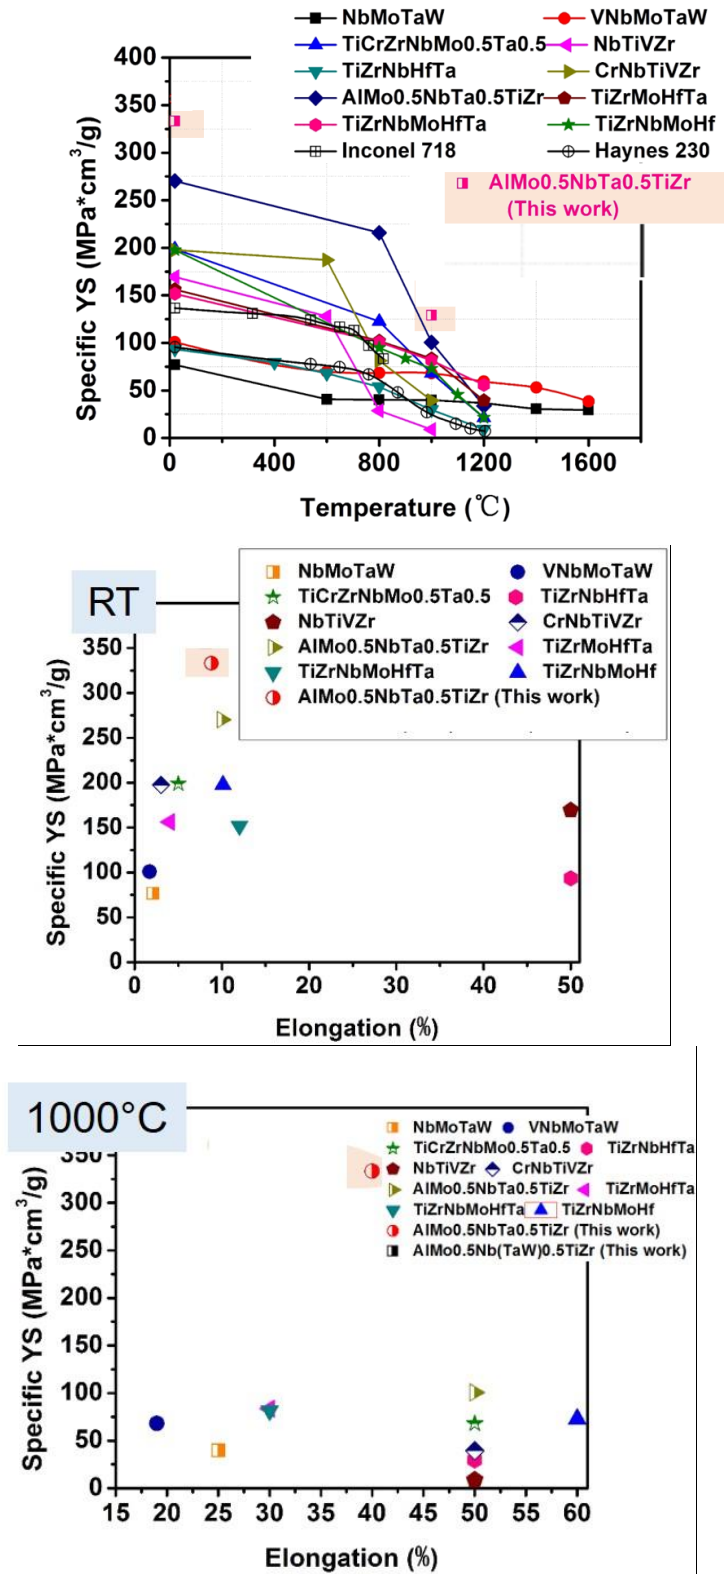 NbMoTaW VNbMoTaW
TiCrZrNbMo0.5Ta0.5 NbTiVZr
TiZrNbHfTa CrNbTiVZr
AlMo0.5NbTa0.5TiZr TiZrMoHfTa
TiZrNbMoHfTa TiZrNbMoHf
Inconel 718 Haynes 230
AlMo0.5NbTa0.5TiZr
(This work)
400
350
300
250
200
150
100
50
0
Specific YS (MPa*cm³/g)
0 400 800 1200 1600
Temperature (℃)
RT
NbMoTaW VNbMoTaW
TiCrZrNbMo0.5Ta0.5 TiZrNbHfTa
NbTiVZr CrNbTiVZr
AlMo0.5NbTa0.5TiZr TiZrMoHfTa
TiZrNbMoHfTa TiZrNbMoHf
AlMo0.5NbTa0.5TiZr (This work)
350
300
250
200
150
100
50
0
Specific YS (MPa*cm³/g)
0 10 20 30 40 50
Elongation (%)
1000°C
NbMoTaW VNbMoTaW
TiCrZrNbMo0.5Ta0.5 TiZrNbHfTa
NbTiVZr CrNbTiVZr
AlMo0.5NbTa0.5TiZr TiZrMoHfTa
TiZrNbMoHfTa TiZrNbMoHf
AlMo0.5NbTa0.5TiZr (This work)
AlMo0.5Nb(TaW)0.5TiZr (This work)
350
300
250
200
150
100
50
0
Specific YS (MPa*cm³/g)
15 20 25 30 35 40 45 50 55 60
Elongation (%)